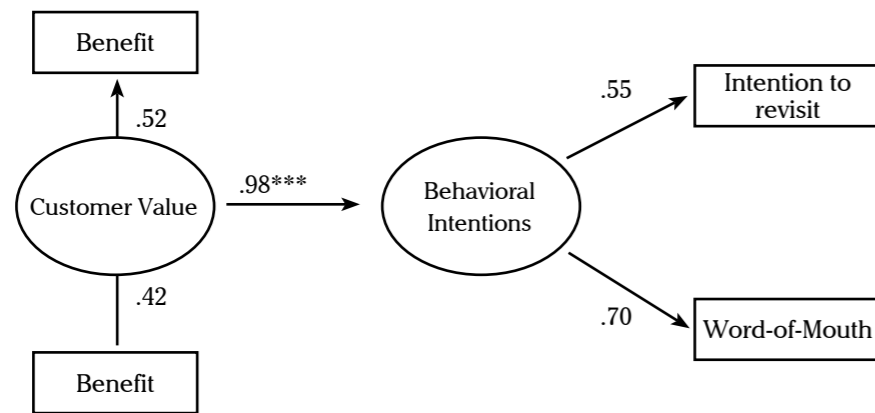 Benefit
.52
Customer Value
.98***
Behavioral
Intentions
.55
Intention to
revisit
.42
.70
Word-of-Mouth
Benefit